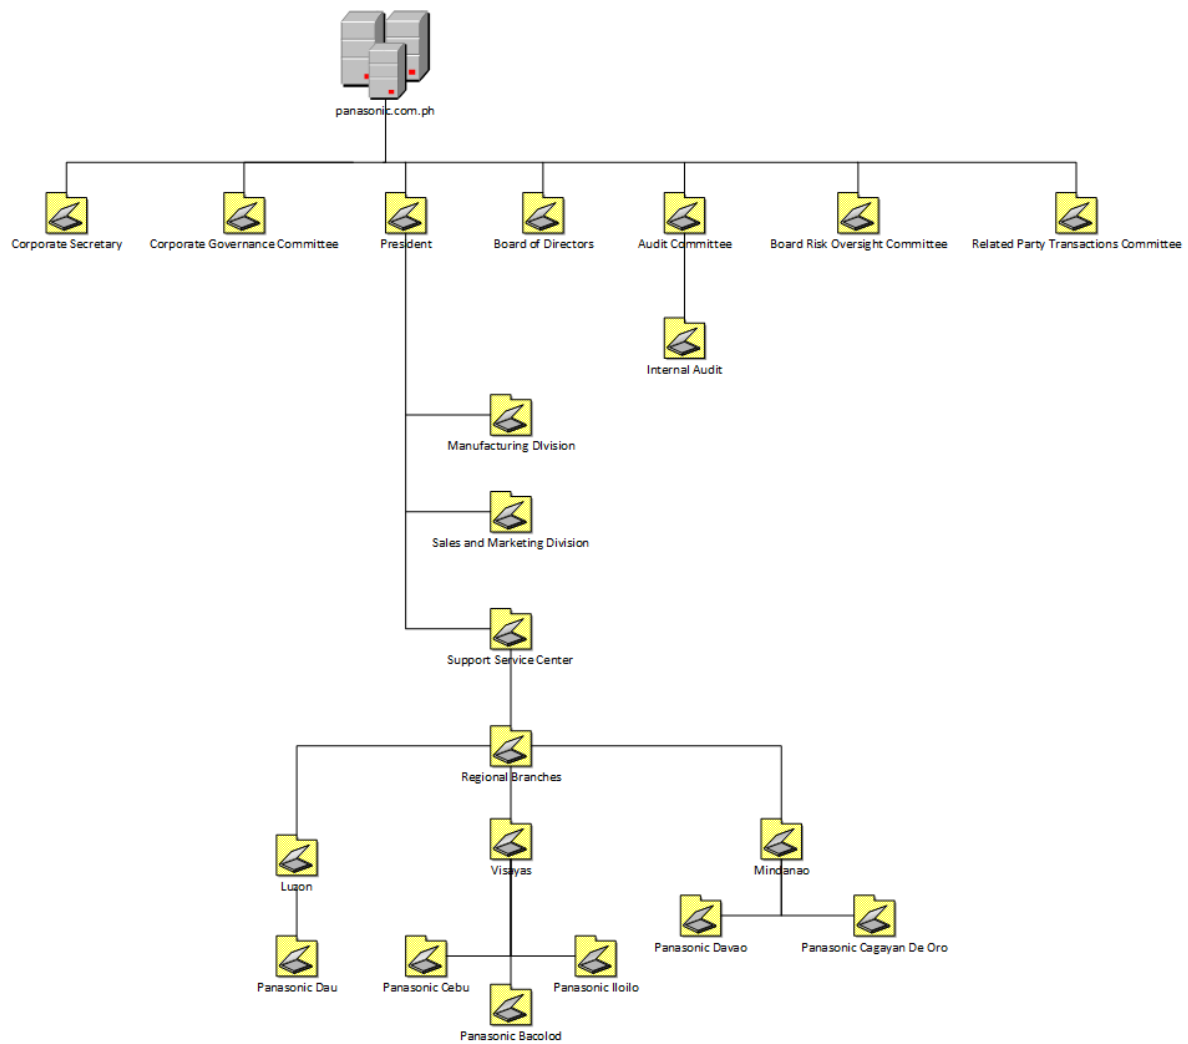 panasonic.com.ph
Corporate Secretary
Corporate Governance Committee
President
Board of Directors
Audit Committee
Board Risk Oversight Committee
Related Party Transactions Committee
Internal Audit
Manufacturing DIvision
Sales and Marketing Division
Support Service Center
Regional Branches
Luzon
Visayas
Mindanao
Panasonic Davao
Panasonic Cagayan De Oro
Panasonic Dau
Panasonic Cebu
Panasonic Iloilo
Panasonic Bacolod